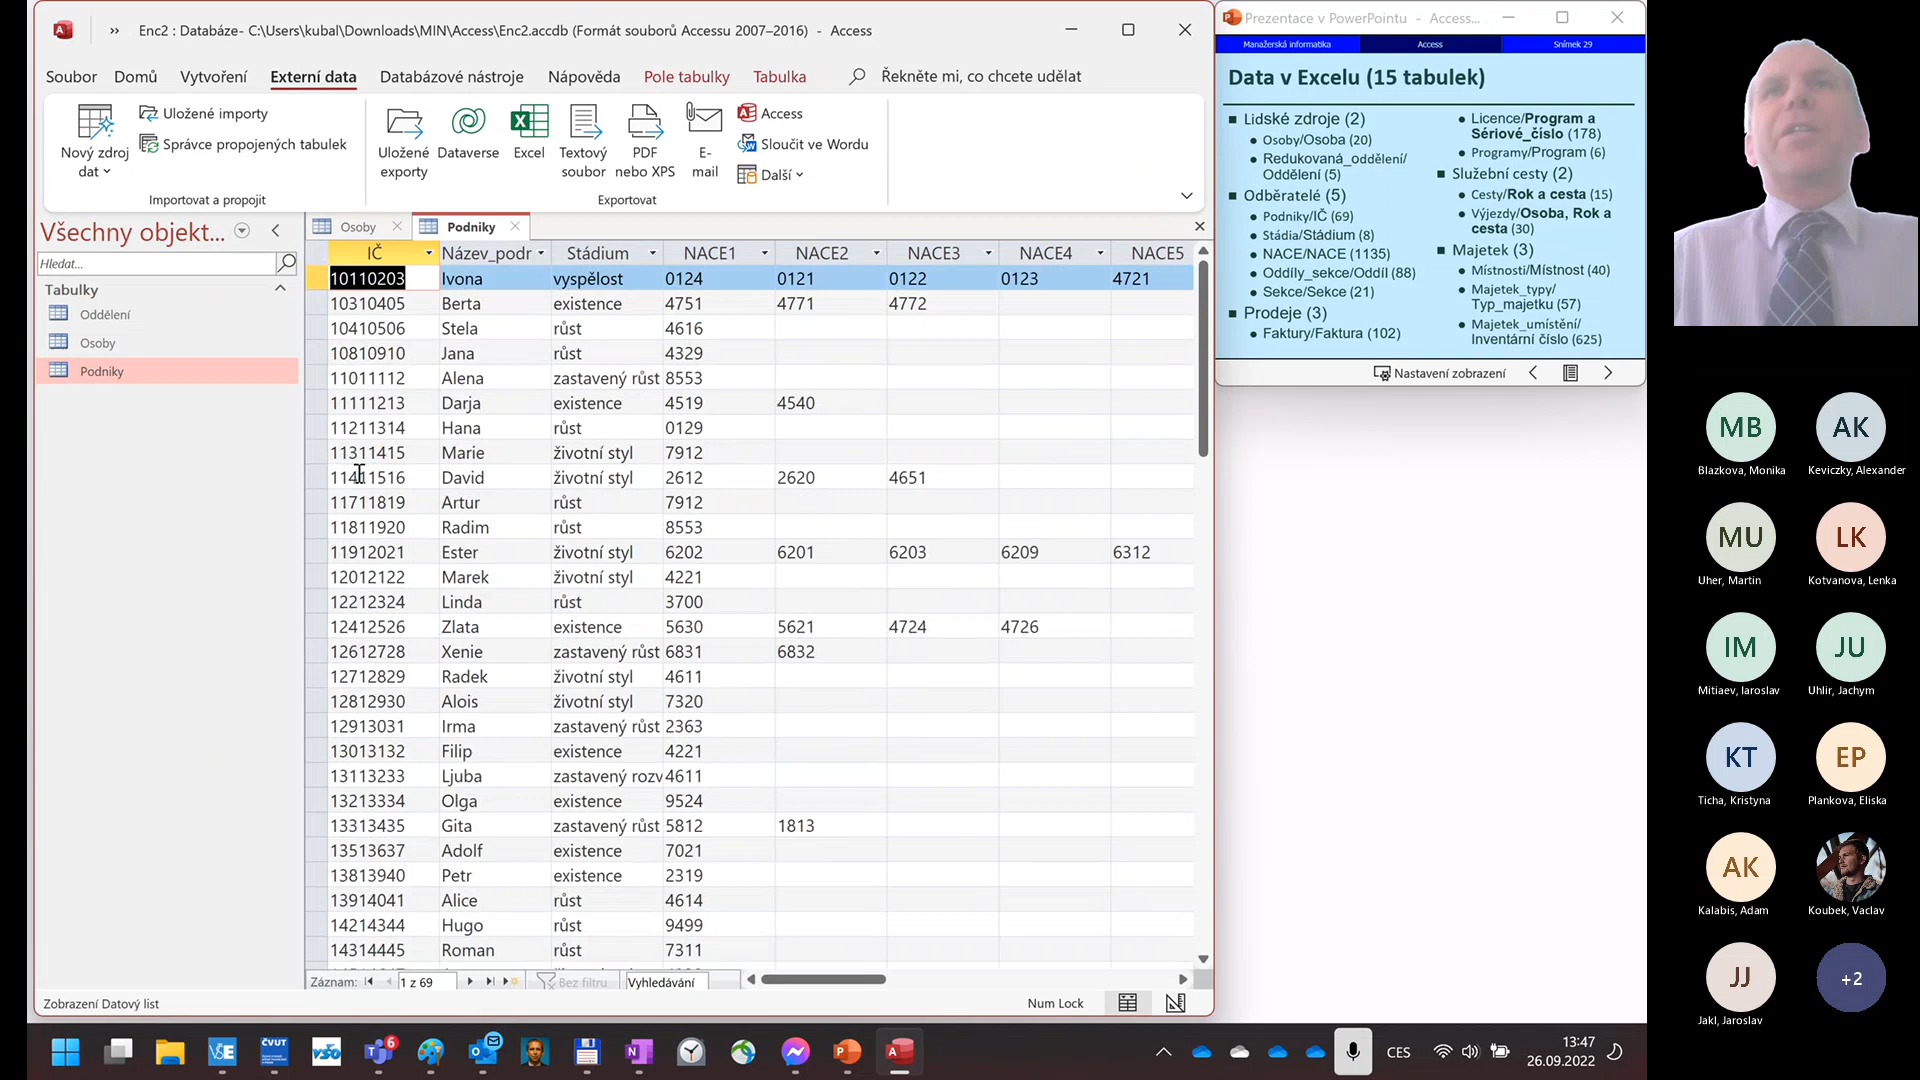 Enc2 : Databáze- C:\Users\kubal\Downloads\MIN\Access\Enc2.accdb (Formát souborů Accessu 2007–2016) - Access
Soubor Domů Vytvoření Externí data Databázové nástroje Nápověda Pole tabulky Tabulka Řekněte mi, co chcete udělat
Nový zdroj
dat
Uložené importy
Správce propojených tabulek
Importovat a propojit
Uložené
exporty
Dataverse
Excel
Textový
soubor
PDF
nebo XPS
E-
mail
Access
Sloučit ve Wordu
Další
Exportovat
Všechny objekt...
Hledat...
Tabulky
Oddělení
Osoby
Podniky
Osoby Podniky
IČ Název_podr Stádium NACE1 NACE2 NACE3 NACE4 NACE5
10110203 Ivona vyspělost 0124 0121 0122 0123 4721
10310405 Berta existence 4751 4771 4772
10410506 Stela růst 4616
10810910 Jana růst 4329
11011112 Alena zastavený růst 8553
11111213 Darja existence 4519 4540
11211314 Hana růst 0129
11311415 Marie životní styl 7912
11411516 David životní styl 2612 2620 4651
11711819 Artur růst 7912
11811920 Radim růst 8553
11912021 Ester životní styl 6202 6201 6203 6209 6312
12012122 Marek životní styl 4221
12212324 Linda růst 3700
12412526 Zlata existence 5630 5621 4724 4726
12612728 Xenie zastavený růst 6831 6832
12712829 Radek životní styl 4611
12812930 Alois životní styl 7320
12913031 Irma zastavený růst 2363
13013132 Filip existence 4221
13113233 Ljuba zastavený rozv 4611
13213334 Olga existence 9524
13313435 Gita zastavený růst 5812 1813
13513637 Adolf existence 7021
13813940 Petr existence 2319
13914041 Alice růst 4614
14214344 Hugo růst 9499
14314445 Roman růst 7311
Záznam: 1 z 69 Bez filtru Vyhledávání
Zobrazení Datový list
Num Lock
Prezentace v PowerPointu - Access...
Manažerská informatika Access Snímek 29
Data v Excelu (15 tabulek)
Lidské zdroje (2)
Osoby/Osoba (20)
Redukovaná_oddělení/
Oddělení (5)
Odběratelé (5)
Podniky/IČ (69)
Stádia/Stádium (8)
NACE/NACE (1135)
Oddíly_sekce/Oddíl (88)
Sekce/Sekce (21)
Prodeje (3)
Faktury/Faktura (102)
Licence/Program a
Sériové_číslo (178)
Programy/Program (6)
Služební cesty (2)
Cesty/Rok a cesta (15)
Výjezdy/Osoba, Rok a
cesta (30)
Majetek (3)
Místnosti/Místnost (40)
Majetek_typy/
Typ_majetku (57)
Majetek_umístění/
Inventární číslo (625)
Nastavení zobrazení
MB AK
Blazkova, Monika Keviczky, Alexander
MU LK
Uher, Martin Kotvanova, Lenka
IM JU
Mitiaev, Iaroslav Uhlir, Jachym
KT EP
Ticha, Kristyna Plankova, Eliska
AK
Kalabis, Adam Koubek, Vaclav
JJ +2
Jakl, Jaroslav
VŠE ČVUT VŠO 6
CES
13:47
26.09.2022